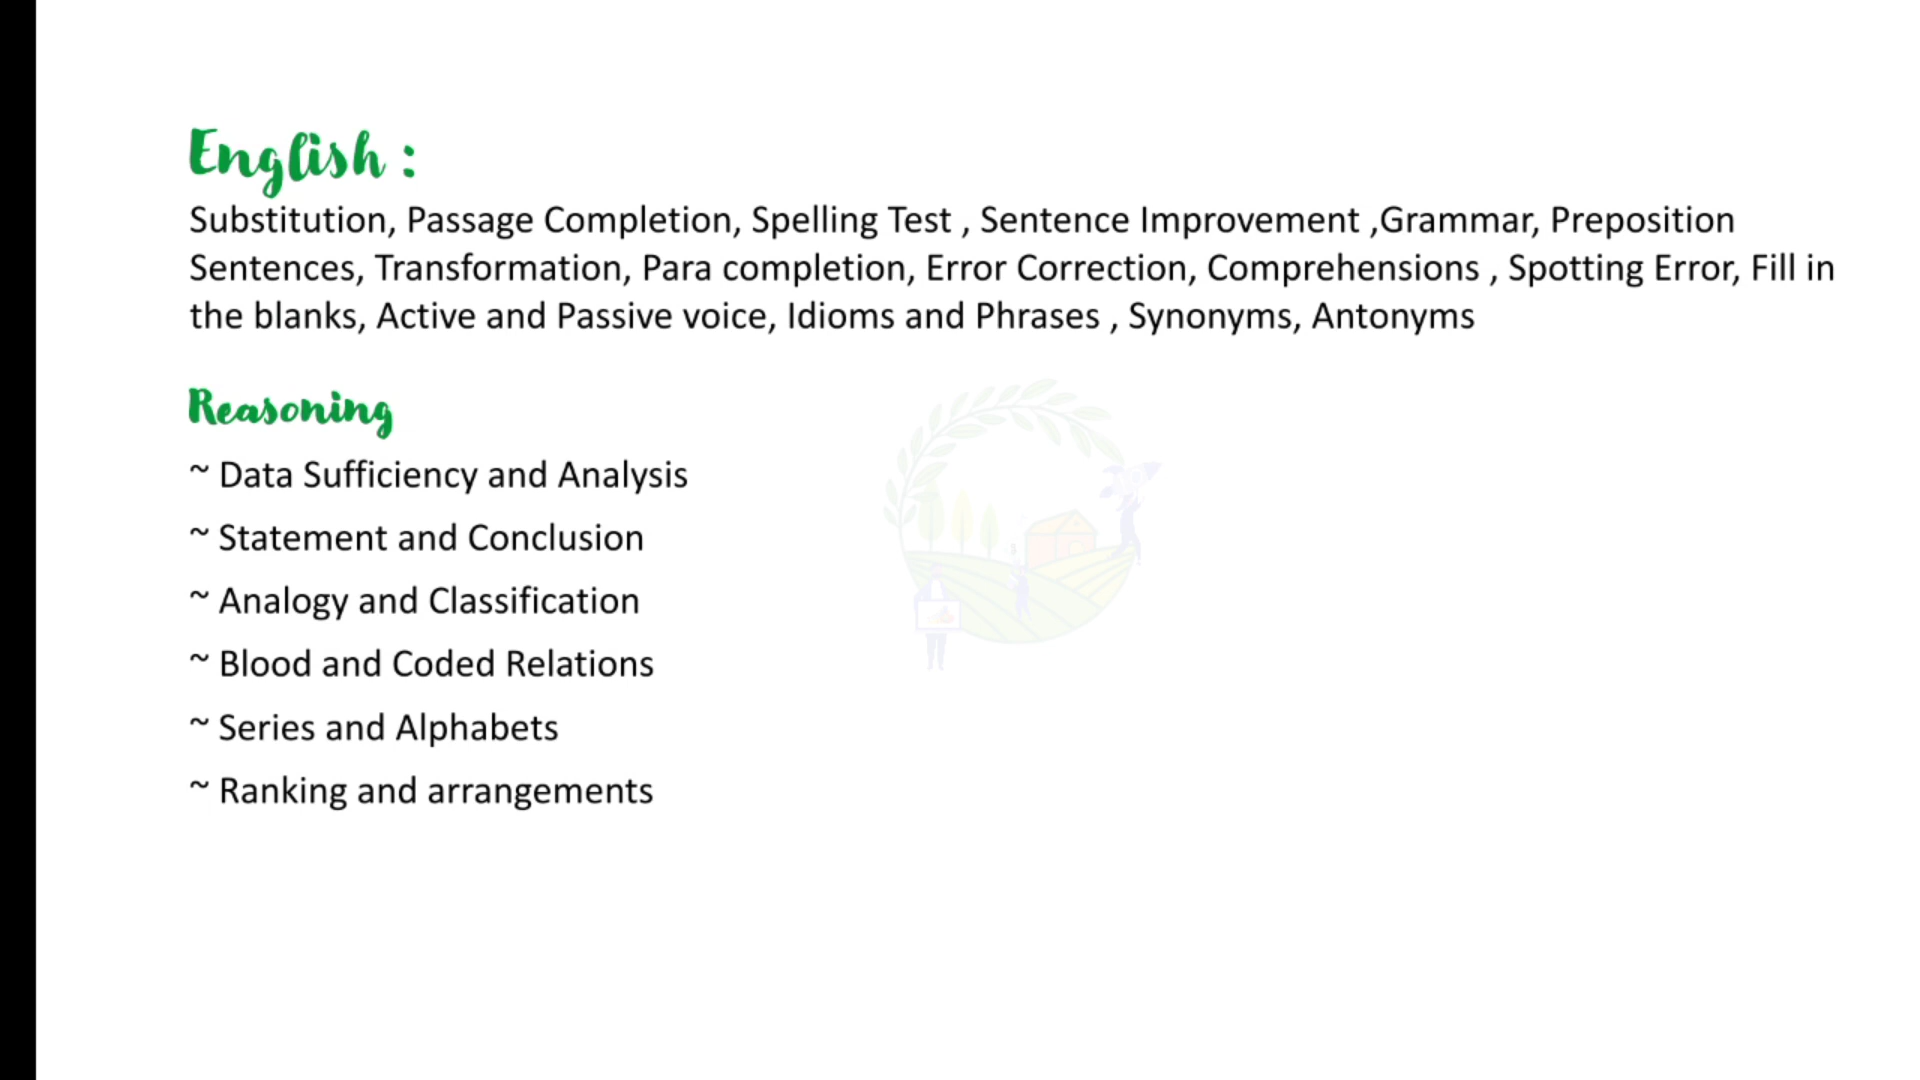 English :
Substitution, Passage Completion, Spelling Test , Sentence Improvement ,Grammar, Preposition
Sentences, Transformation, Para completion, Error Correction, Comprehensions , Spotting Error, Fill in
the blanks, Active and Passive voice, Idioms and Phrases , Synonyms, Antonyms
Reasoning
~ Data Sufficiency and Analysis
~ Statement and Conclusion
~ Analogy and Classification
~ Blood and Coded Relations
~ Series and Alphabets
~ Ranking and arrangements